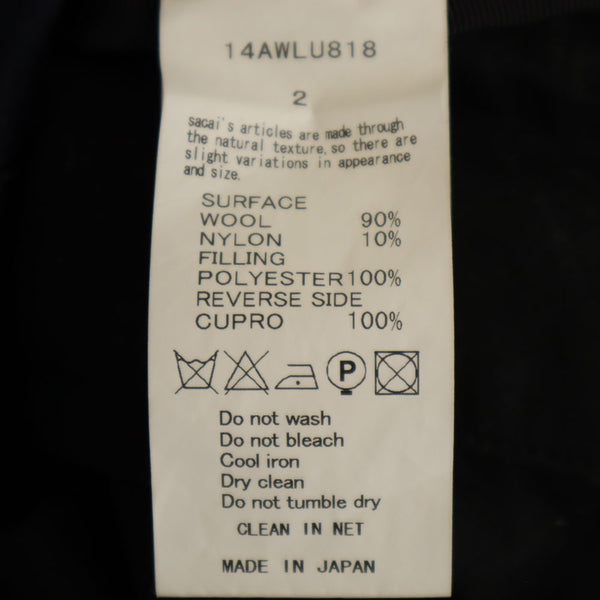 14AWLU818
2
sacai's articles are made through
the natural texture, so there are
slight variations in appearance
and size.
SURFACE
WOOL 90%
NYLON 10%
FILLING
POLYESTER 100%
REVERSE SIDE
CUPRO 100%
P
Do not wash
Do not bleach
Cool iron
Dry clean
Do not tumble dry
CLEAN IN NET
MADE IN JAPAN